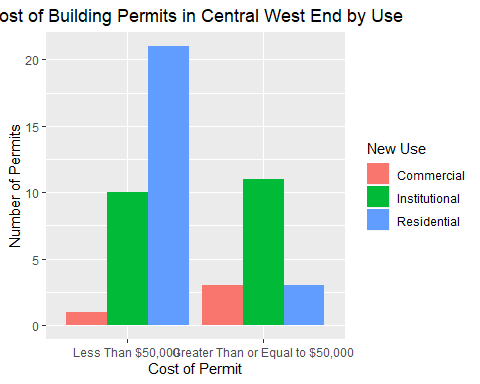 ost of Building Permits in Central West End by Use
20
15
10
5
0
Number of Permits
Less Than $50,000
Greater Than or Equal to $50,000
Cost of Permit
New Use
Commercial
Institutional
Residential